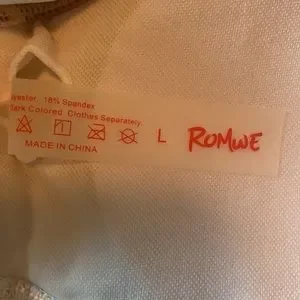 yester, 18% Spandex
Dark Colored Clothes Separately.
L ROMWE
MADE IN CHINA